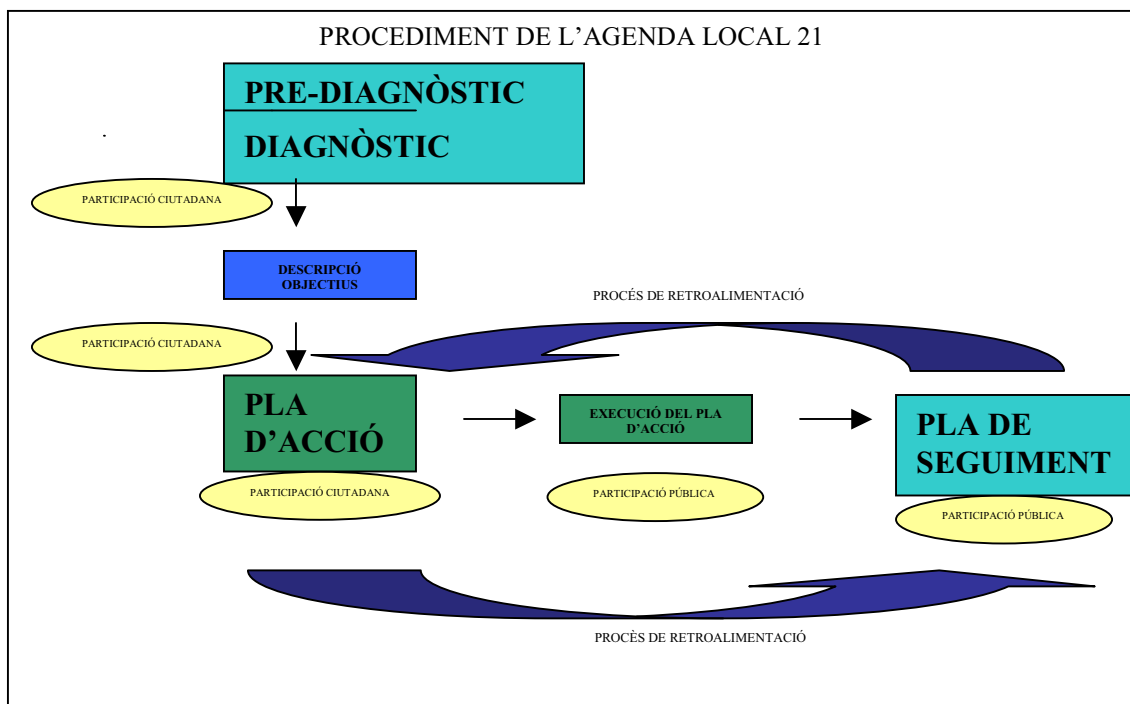 PROCEDIMENT DE L'AGENDA LOCAL 21
PRE-DIAGNÒSTIC
DIAGNÒSTIC
PARTICIPACIÓ CIUTADANA
DESCRIPCIÓ
OBJECTIUS
PROCÉS DE RETROALIMENTACIÓ
PARTICIPACIÓ CIUTADANA
PLA
D'ACCIÓ
EXECUCIÓ DEL PLA
D'ACCIÓ
PLA DE
SEGUIMENT
PARTICIPACIÓ CIUTADANA
PARTICIPACIÓ PÚBLICA
PARTICIPACIÓ PÚBLICA
PROCÈS DE RETROALIMENTACIÓ